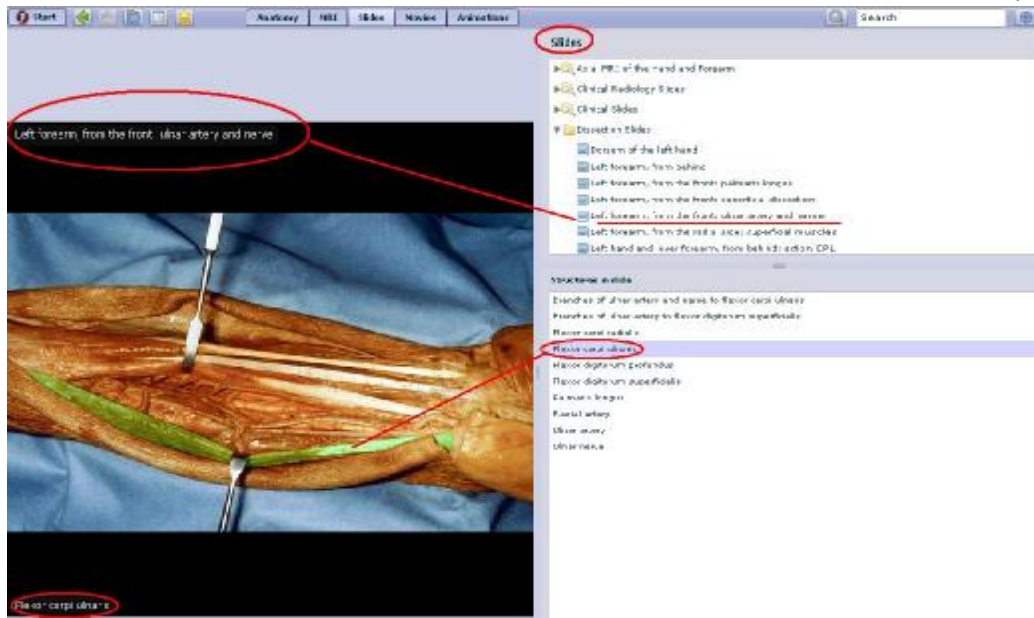 Start
Anatomy MRI Slides Movies Animations
Search
Slides
Axial MRI of the Hand and Forearm
Clinical Radiology Slices
Clinical Slides
Dissection Slides
Dorsum of the left hand
Left forearm, from behind
Left forearm, from the front: palmaris longus
Left forearm, from the front: superficial dissection
Left forearm, from the front: ulnar artery and nerve
Left forearm, from the radial side: superficial muscles
Left hand and lower forearm, from behind: action EPL
Left forearm, from the front: ulnar artery and nerve
Structures in slide
Branches of ulnar artery and nerve to flexor carpi ulnaris
Branches of ulnar artery to flexor digitorum superficialis
Flexor carpi radialis
Flexor carpi ulnaris
Flexor digitorum profundus
Flexor digitorum superficialis
Palmaris longus
Radial artery
Ulnar artery
Ulnar nerve
Flexor carpi ulnaris